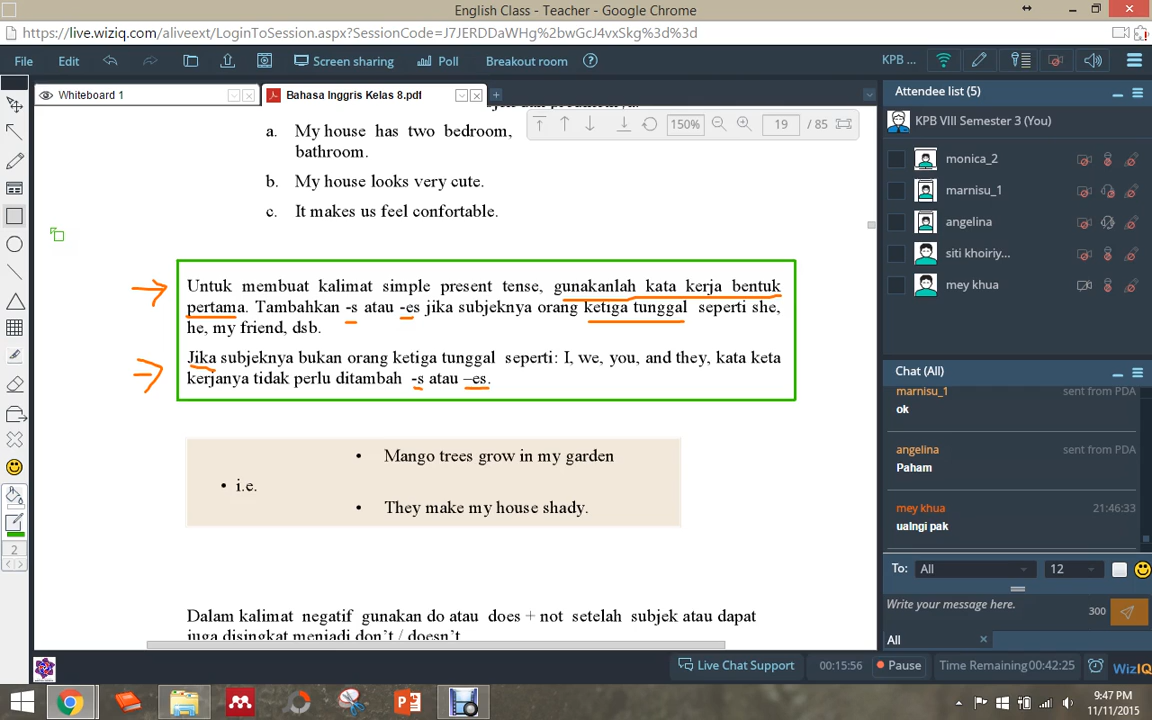 English Class - Teacher - Google Chrome
https://live.wiziq.com/aliveext/LoginToSession.aspx?SessionCode=J7JERDDaWHg%2bwGcJ4vxSkg%3d%3d
File Edit Screen sharing Poll Breakout room ? KPB ...
Whiteboard 1
Bahasa Inggris Kelas 8.pdf
150% 19 / 85
a. My house has two bedroom,
bathroom.
b. My house looks very cute.
c. It makes us feel confortable.
Untuk membuat kalimat simple present tense, gunakanlah kata kerja bentuk
pertama. Tambahkan -s atau -es jika subjeknya orang ketiga tunggal seperti she,
he, my friend, dsb.
Jika subjeknya bukan orang ketiga tunggal seperti: I, we, you, and they, kata keta
kerjanya tidak perlu ditambah -s atau –es.
• Mango trees grow in my garden
• i.e.
• They make my house shady.
Dalam kalimat negatif gunakan do atau does + not setelah subjek atau dapat
juga disingkat menjadi don't / doesn't
2
Attendee list (5)
KPB VIII Semester 3 (You)
monica_2
marnisu_1
angelina
siti khoiriy...
mey khua
Chat (All)
marnisu_1 sent from PDA
ok
angelina sent from PDA
Paham
mey khua 21:46:33
ualngi pak
To: All 12
Write your message here. 300
All
Live Chat Support 00:15:56 Pause Time Remaining 00:42:25 WizIQ
9:47 PM
11/11/2015